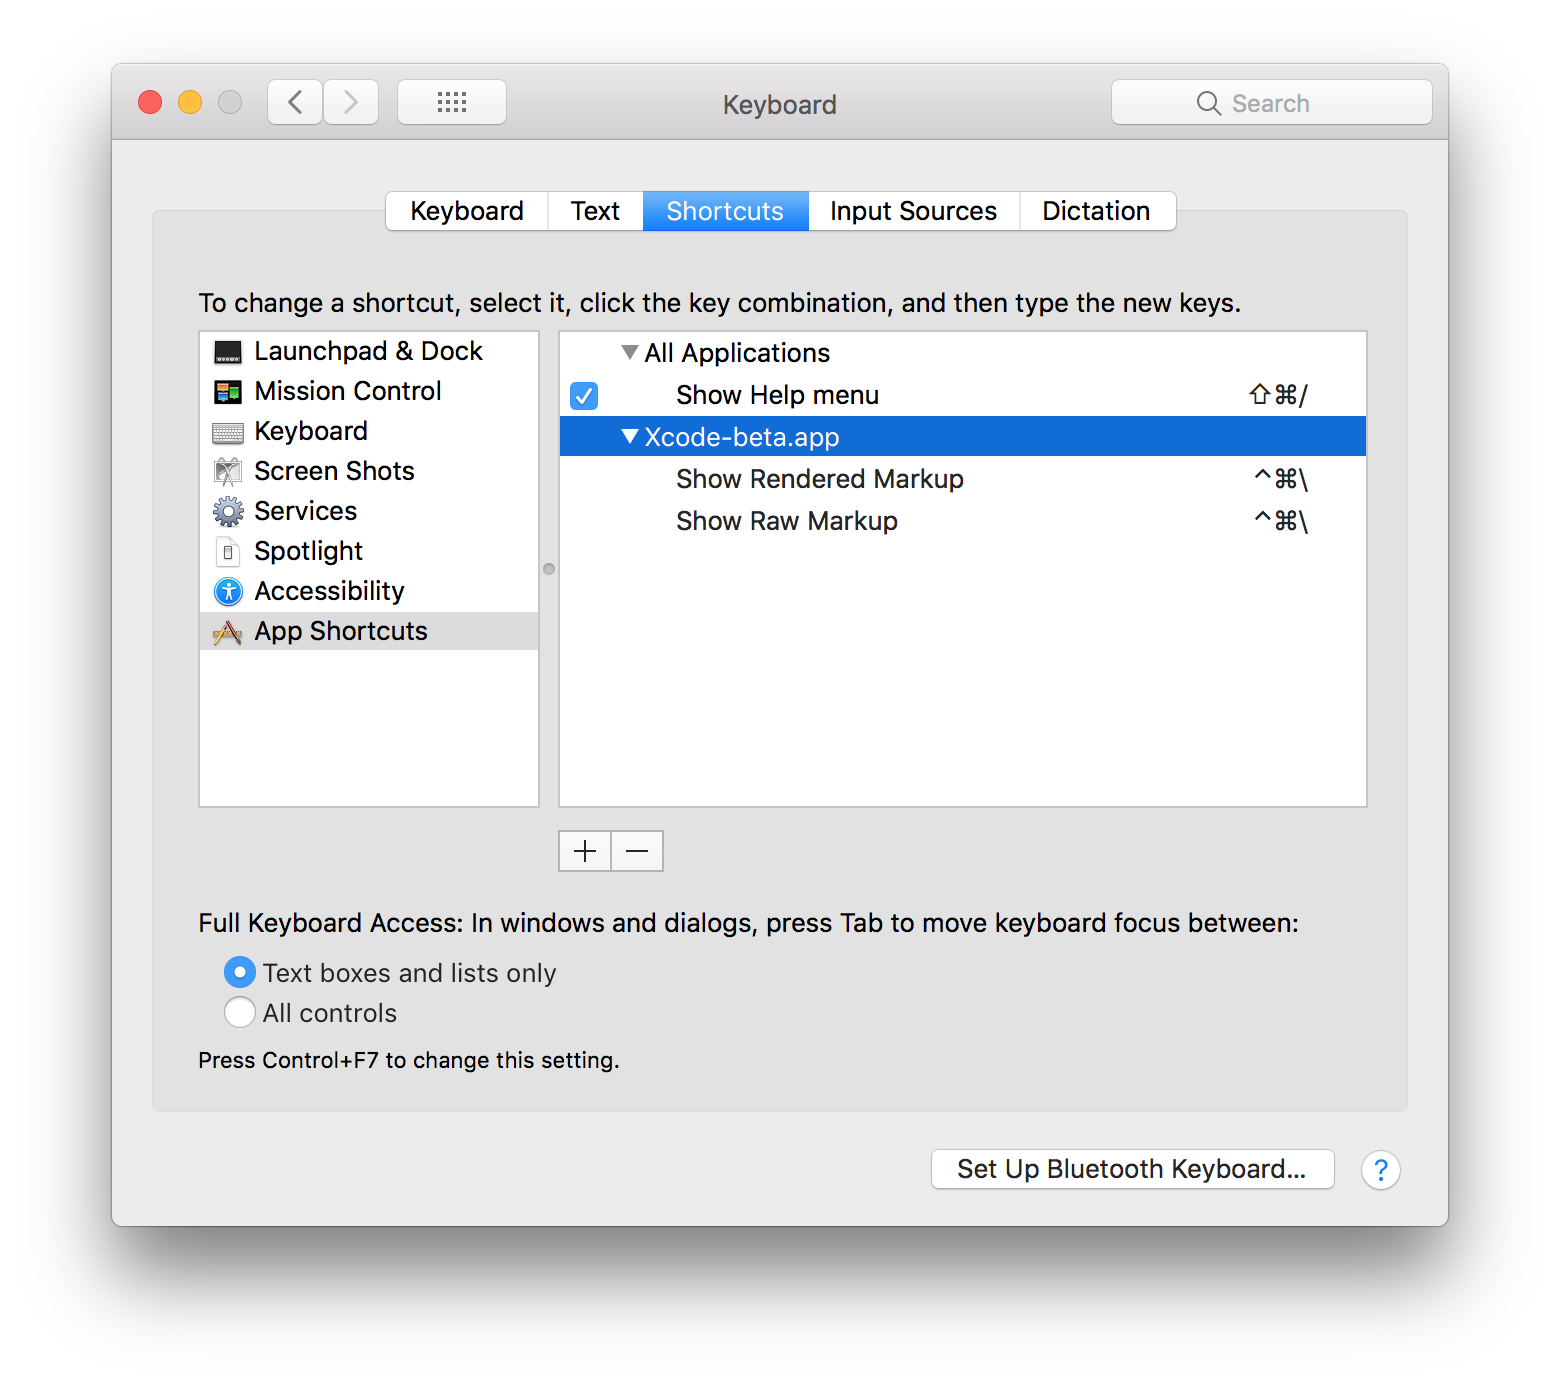 Keyboard
Search
Keyboard
Text
Shortcuts
Input Sources
Dictation
To change a shortcut, select it, click the key combination, and then type the new keys.
Launchpad & Dock
Mission Control
Keyboard
Screen Shots
Services
Spotlight
Accessibility
App Shortcuts
All Applications
Show Help menu ⇧⌘/
Xcode-beta.app
Show Rendered Markup ^⌘\
Show Raw Markup ^⌘\
Full Keyboard Access: In windows and dialogs, press Tab to move keyboard focus between:
Text boxes and lists only
All controls
Press Control+F7 to change this setting.
Set Up Bluetooth Keyboard...
?